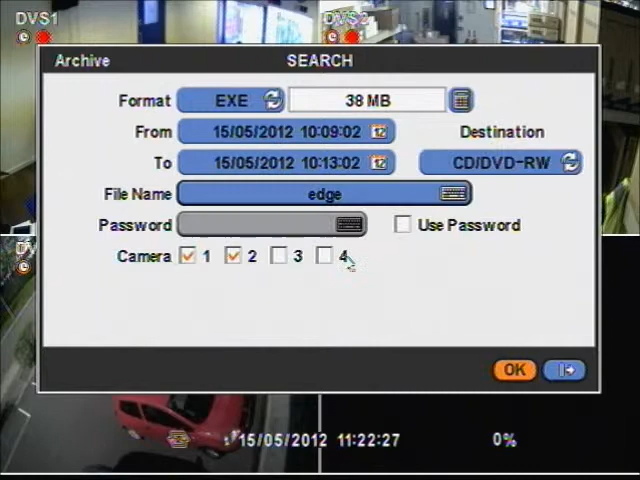 DVS1
DVS2
Archive
SEARCH
Format EXE 38 MB
From 15/05/2012 10:09:02 Destination
To 15/05/2012 10:13:02 CD/DVD-RW
File Name edge
Password Use Password
Camera 1 2 3 4
OK
15/05/2012 11:22:27 0%